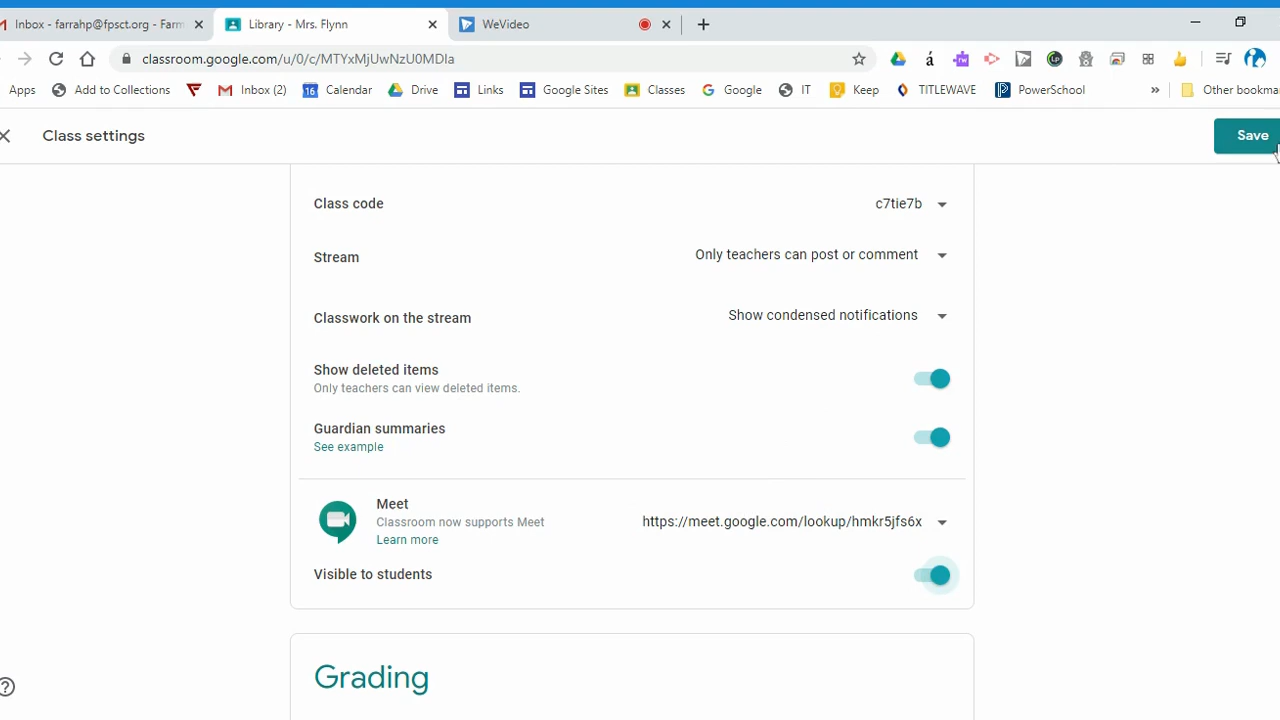 Inbox - farrahp@fpsct.org - Farm
Library - Mrs. Flynn
WeVideo
classroom.google.com/u/0/c/MTYxMjUwNzU0MDla
Apps Add to Collections Inbox (2) Calendar Drive Links Google Sites Classes Google IT Keep TITLEWAVE PowerSchool » Other bookma
Class settings
Save
Class code
c7tie7b
Stream
Only teachers can post or comment
Classwork on the stream
Show condensed notifications
Show deleted items
Only teachers can view deleted items.
Guardian summaries
See example
Meet
Classroom now supports Meet
Learn more
https://meet.google.com/lookup/hmkr5jfs6x
Visible to students
Grading